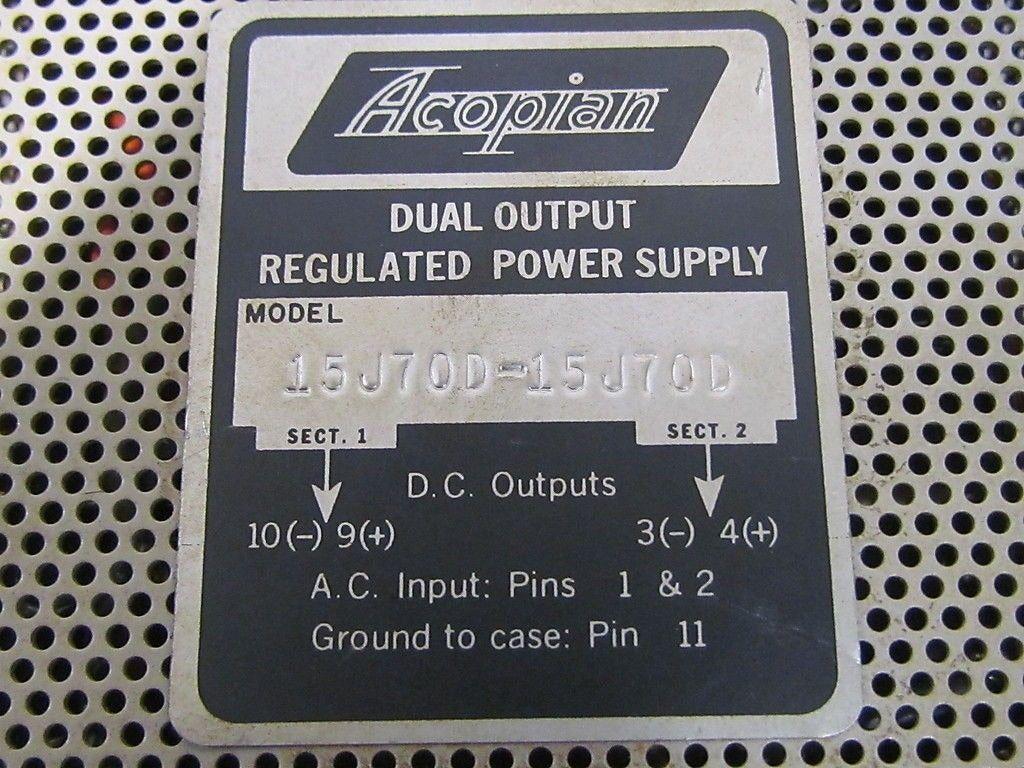 Acopian
DUAL OUTPUT
REGULATED POWER SUPPLY
MODEL
15J70D-15J70D
SECT. 1 SECT. 2
D.C. Outputs
10(-) 9(+) 3(-) 4(+)
A.C. Input: Pins 1 & 2
Ground to case: Pin 11